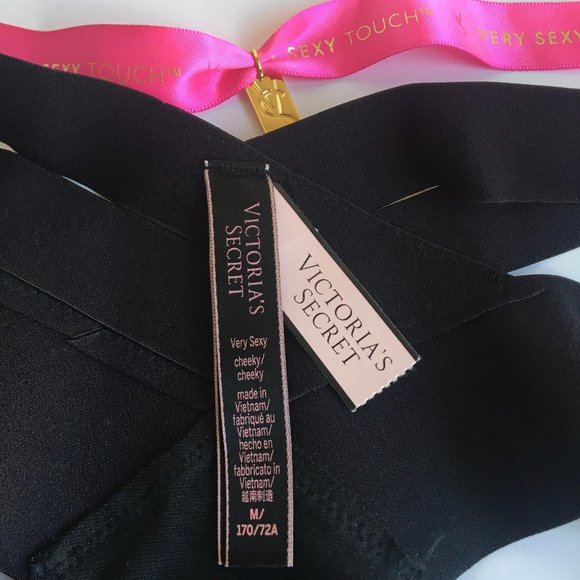 SEXY TOUCH™
SEXY TOUCH™
VERY SEXY
VICTORIA'S
SECRET
Very Sexy
cheeky/
cheeky
made in
Vietnam/
fabriqué au
Vietnam/
hecho en
Vietnam/
fabbricato in
Vietnam/
越南制造
M/
170/72A
VICTORIA'S
SECRET